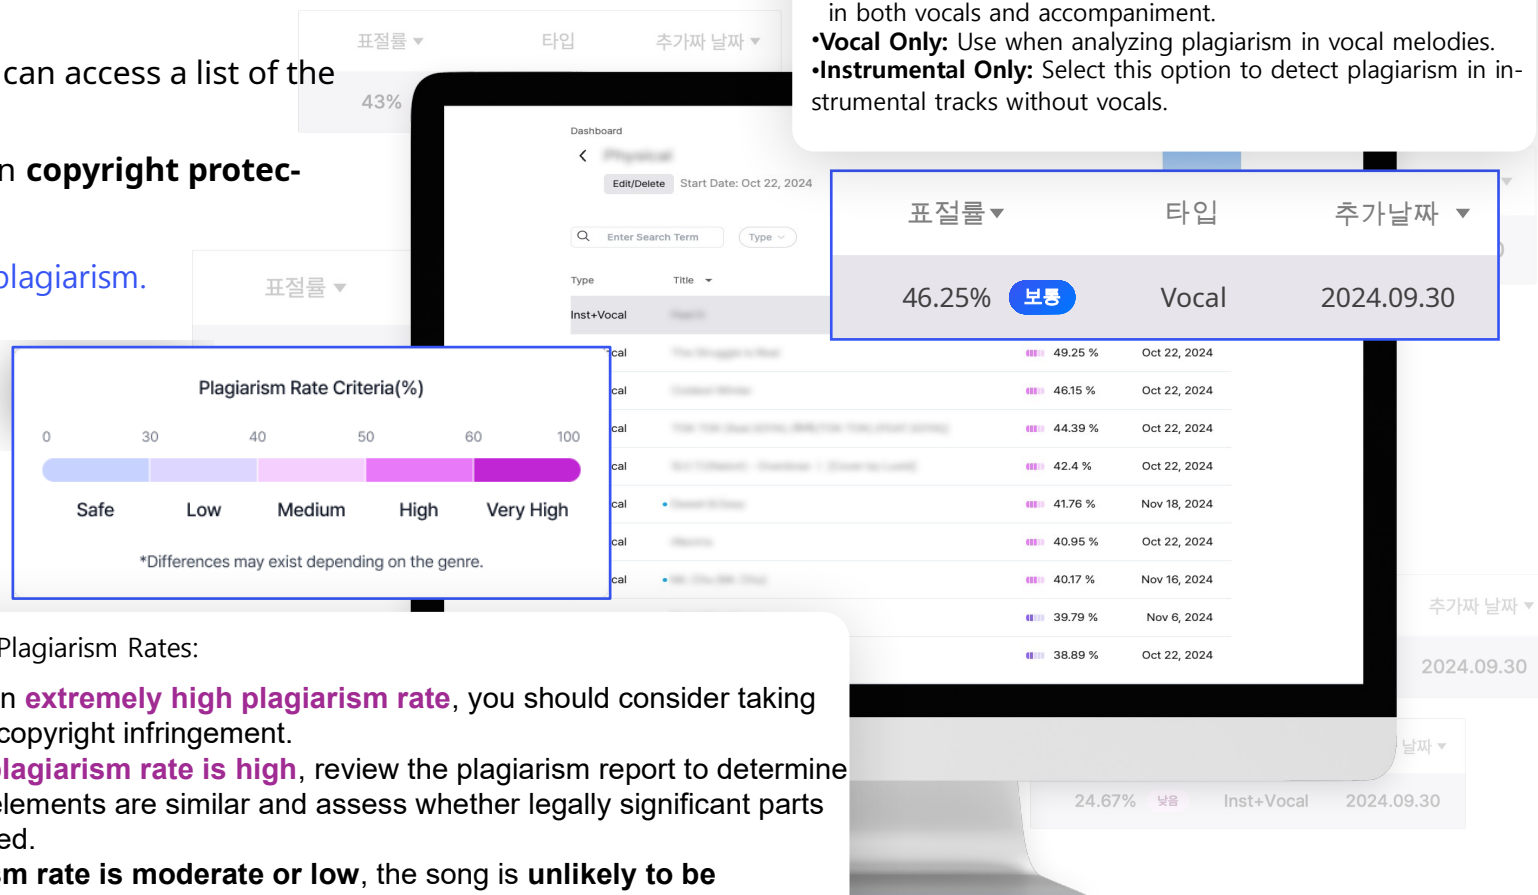 in both vocals and accompaniment.
•Vocal Only: Use when analyzing plagiarism in vocal melodies.
•Instrumental Only: Select this option to detect plagiarism in in-
strumental tracks without vocals.
표절률 ▼ 타입 추가짜 날짜 ▼
43%
can access a list of the
n copyright protec-
plagiarism.
표절률 ▼
Dashboard
Edit/Delete Start Date: Oct 22, 2024
Enter Search Term Type
Type Title
Inst+Vocal
표절률▼ 타입 추가날짜 ▼
46.25% 보통 Vocal 2024.09.30
cal 49.25 % Oct 22, 2024
cal 46.15 % Oct 22, 2024
cal 44.39 % Oct 22, 2024
cal 42.4 % Oct 22, 2024
cal 41.76 % Nov 18, 2024
cal 40.95 % Oct 22, 2024
cal 40.17 % Nov 16, 2024
39.79 % Nov 6, 2024
38.89 % Oct 22, 2024
Plagiarism Rate Criteria(%)
0 30 40 50 60 100
Safe Low Medium High Very High
*Differences may exist depending on the genre.
Plagiarism Rates:
n extremely high plagiarism rate, you should consider taking
copyright infringement.
plagiarism rate is high, review the plagiarism report to determine
elements are similar and assess whether legally significant parts
ed.
sm rate is moderate or low, the song is unlikely to be
추가짜 날짜 ▼
2024.09.30
날짜 ▼
24.67% 낮음 Inst+Vocal 2024.09.30